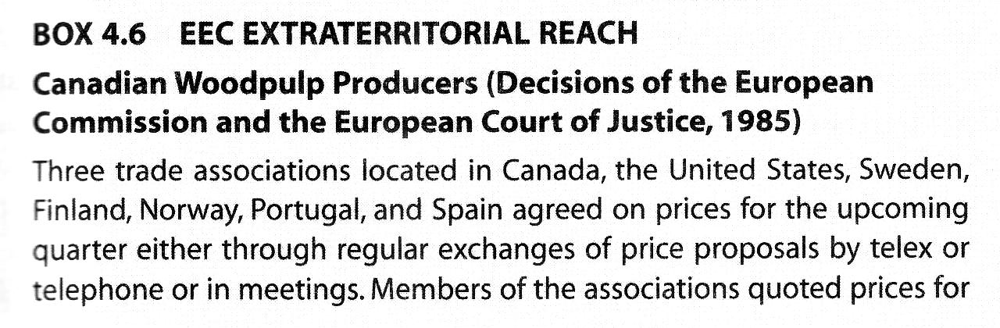 BOX 4.6 EEC EXTRATERRITORIAL REACH
Canadian Woodpulp Producers (Decisions of the European
Commission and the European Court of Justice, 1985)
Three trade associations located in Canada, the United States, Sweden,
Finland, Norway, Portugal, and Spain agreed on prices for the upcoming
quarter either through regular exchanges of price proposals by telex or
telephone or in meetings. Members of the associations quoted prices for